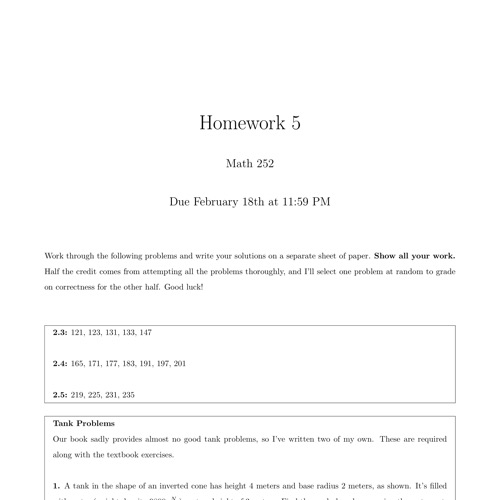 Homework 5
Math 252
Due February 18th at 11:59 PM
Work through the following problems and write your solutions on a separate sheet of paper. Show all your work.
Half the credit comes from attempting all the problems thoroughly, and I'll select one problem at random to grade
on correctness for the other half. Good luck!
2.3: 121, 123, 131, 133, 147
2.4: 165, 171, 177, 183, 191, 197, 201
2.5: 219, 225, 231, 235
Tank Problems
Our book sadly provides almost no good tank problems, so I've written two of my own. These are required
along with the textbook exercises.
1. A tank in the shape of an inverted cone has height 4 meters and base radius 2 meters, as shown. It's filled